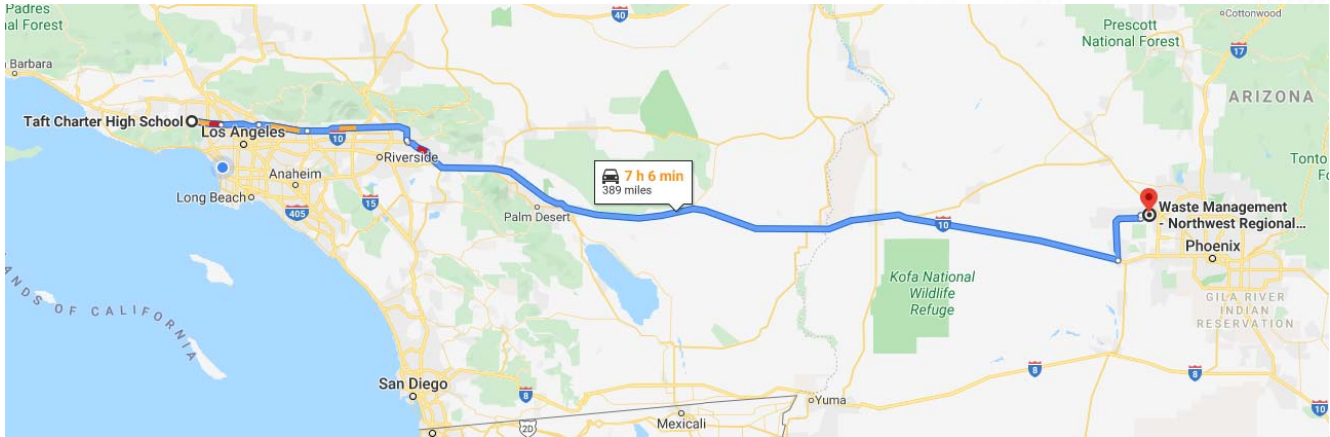 Padres
al Forest
Barbara
Taft Charter High School
Los Angeles
10
Riverside
Anaheim
Long Beach
405
15
Palm Desert
7 h 6 min
389 miles
40
10
Kofa National
Wildlife
Refuge
Prescott
National Forest
Cottonwood
17
ARIZONA
Tonto
Waste Management
- Northwest Regional...
Phoenix
GILA RIVER
INDIAN
RESERVATION
ANDS OF CALIFORNIA
San Diego
8
2D
Mexicali
Yuma
8
8
10